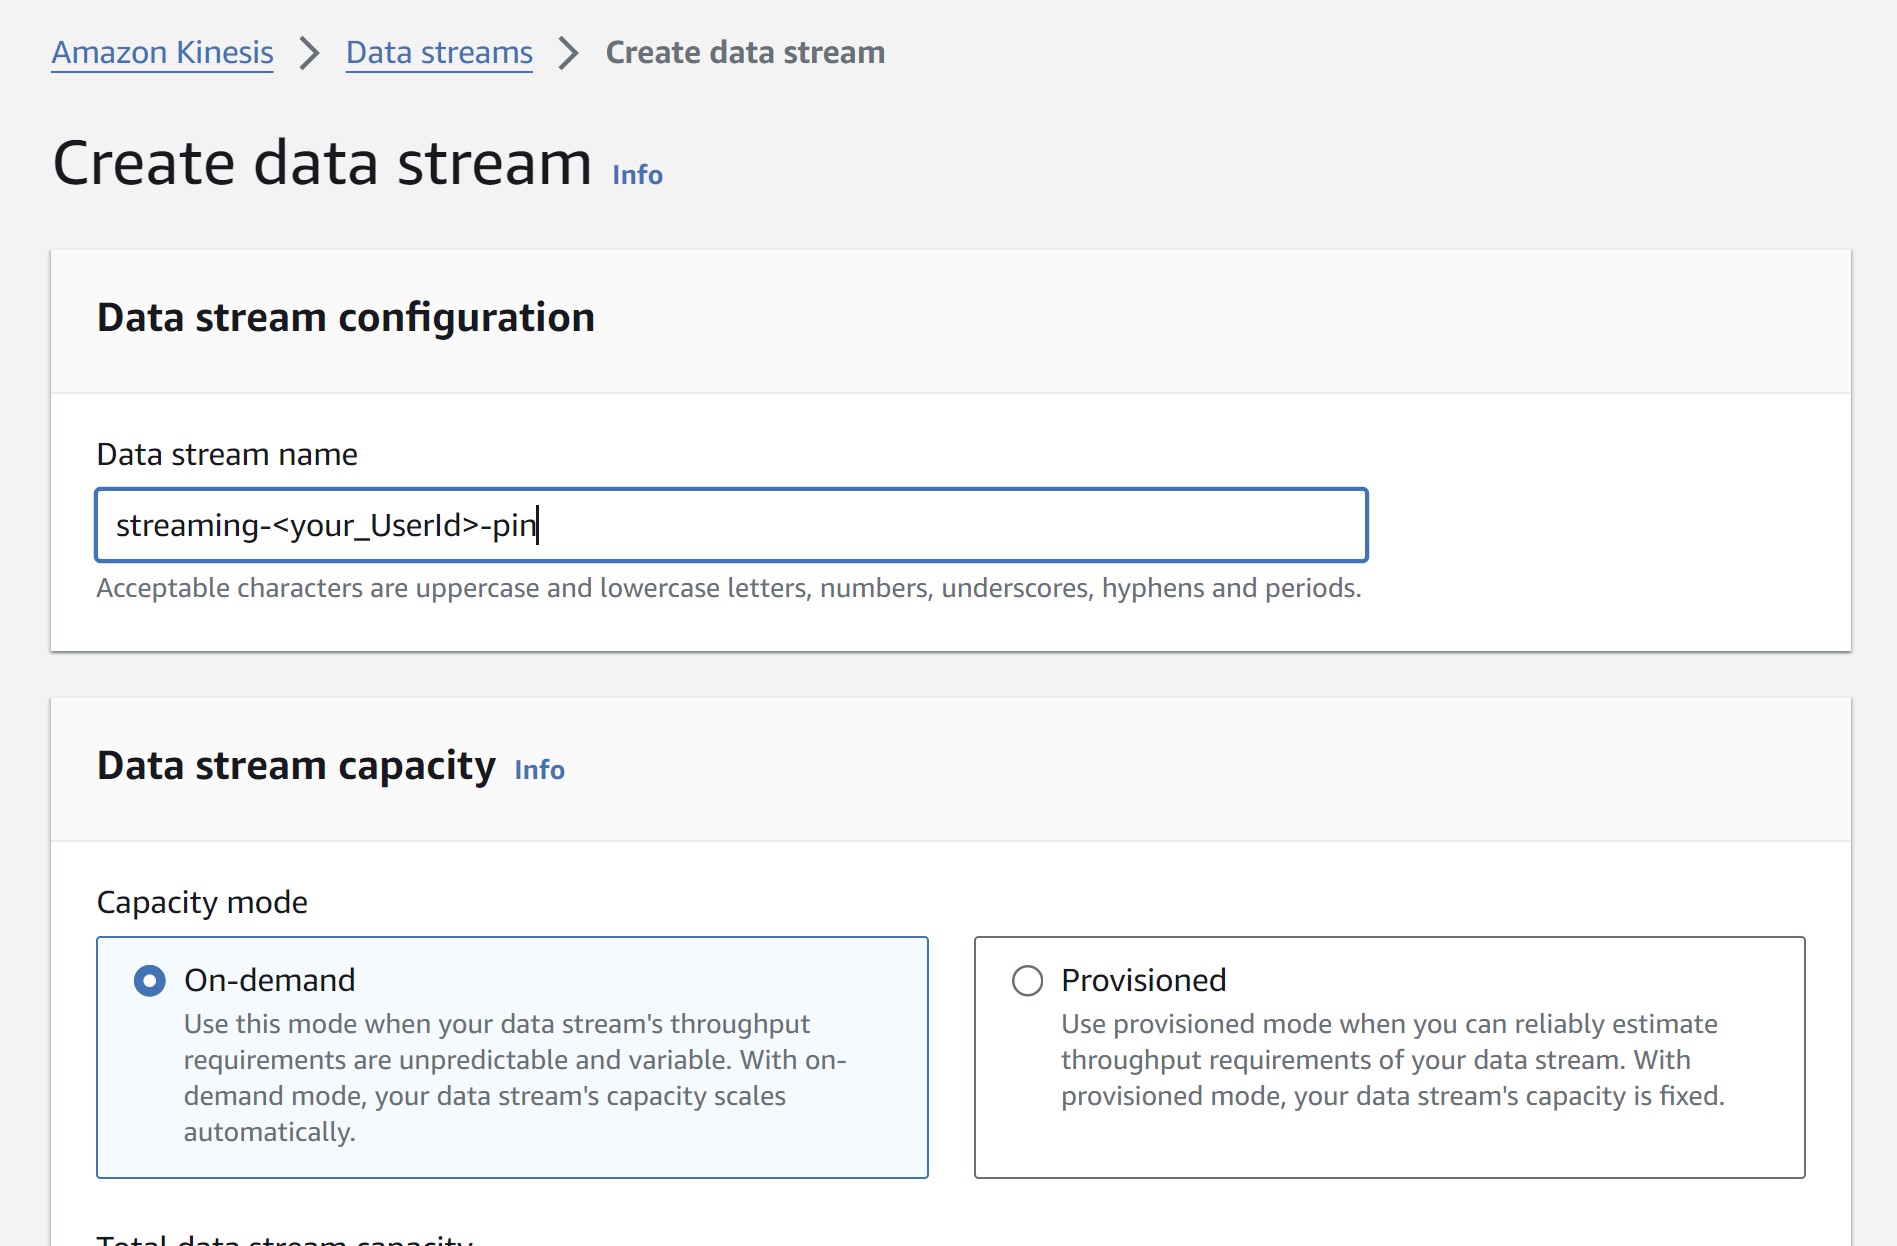 Amazon Kinesis > Data streams > Create data stream
Create data stream Info
Data stream configuration
Data stream name
streaming-<your_UserId>-pin
Acceptable characters are uppercase and lowercase letters, numbers, underscores, hyphens and periods.
Data stream capacity Info
Capacity mode
On-demand
Use this mode when your data stream's throughput
requirements are unpredictable and variable. With on-
demand mode, your data stream's capacity scales
automatically.
Provisioned
Use provisioned mode when you can reliably estimate
throughput requirements of your data stream. With
provisioned mode, your data stream's capacity is fixed.
Total data stream capacity